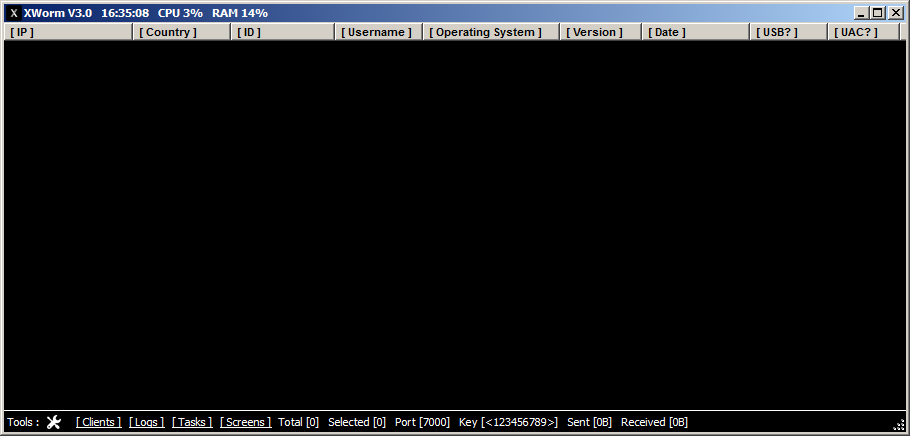 X XWorm V3.0 16:35:08 CPU 3% RAM 14%
[ IP ] [ Country ] [ ID ] [ Username ] [ Operating System ] [ Version ] [ Date ] [ USB? ] [ UAC? ]
Tools : [ Clients ] [ Logs ] [ Tasks ] [ Screens ] Total [0] Selected [0] Port [7000] Key [<123456789>] Sent [0B] Received [0B]